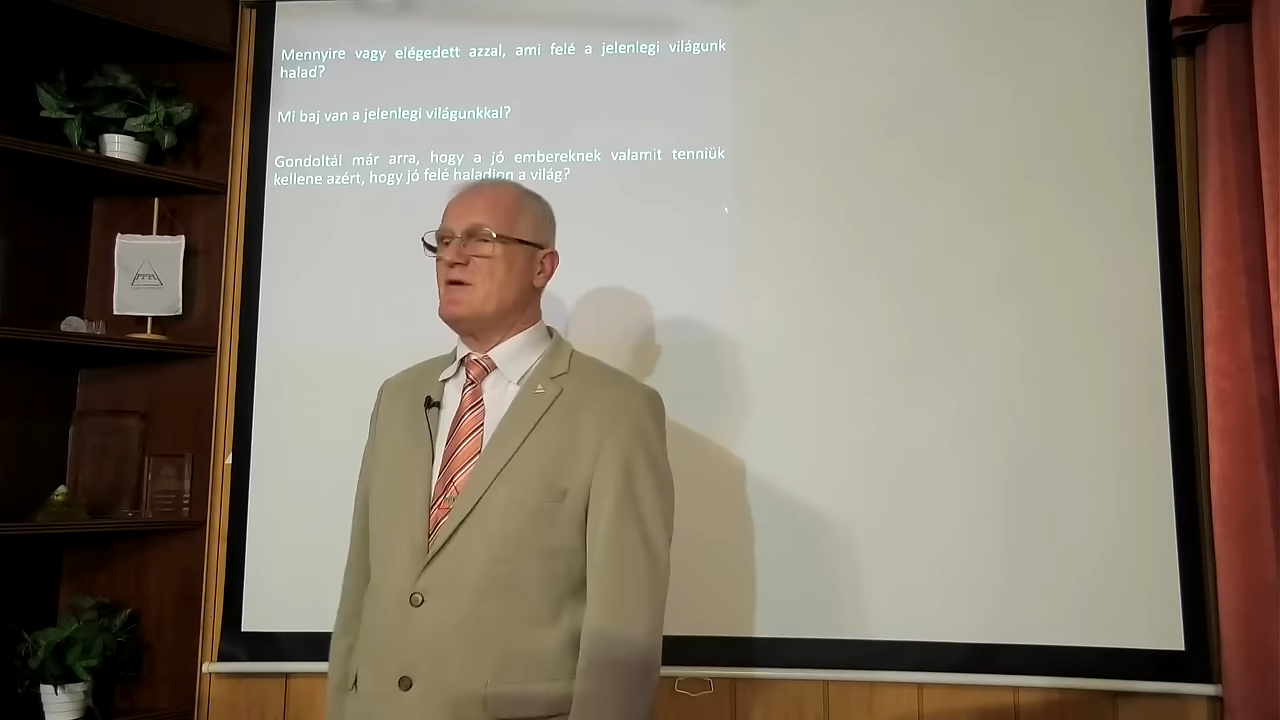 Mennyire vagy elégedett azzal, ami felé a jelenlegi világunk
halad?
Mi baj van a jelenlegi világunkkal?
Gondoltál már arra, hogy a jó embereknek valamit tenniük
kellene azért, hogy jó felé haladjon a világ?